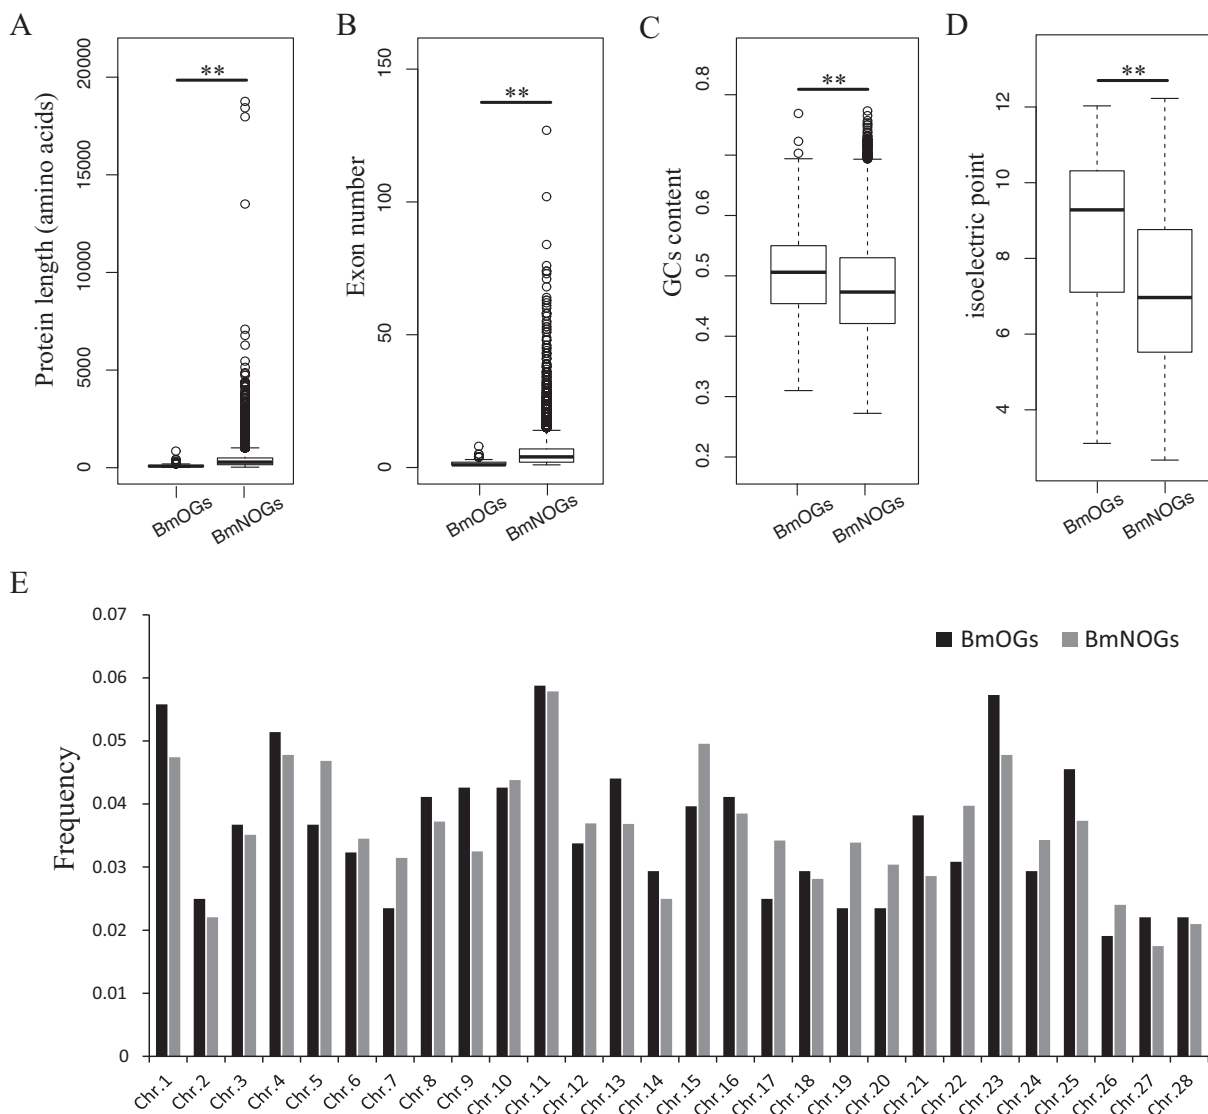 A
Protein length (amino acids)
20000
15000
10000
5000
0
**
BmOGs
BmNOGs
B
Exon number
150
100
50
0
**
BmOGs
BmNOGs
C
GCs content
0.8
0.6
0.5
0.4
0.3
0.2
**
BmOGs
BmNOGs
D
isoelectric point
12
10
8
6
4
**
BmOGs
BmNOGs
E
Frequency
0.07
0.06
0.05
0.04
0.03
0.02
0.01
0
BmOGs
BmNOGs
Chr.1
Chr.2
Chr.3
Chr.4
Chr.5
Chr.6
Chr.7
Chr.8
Chr.9
Chr.10
Chr.11
Chr.12
Chr.13
Chr.14
Chr.15
Chr.16
Chr.17
Chr.18
Chr.19
Chr.20
Chr.21
Chr.22
Chr.23
Chr.24
Chr.25
Chr.26
Chr.27
Chr.28